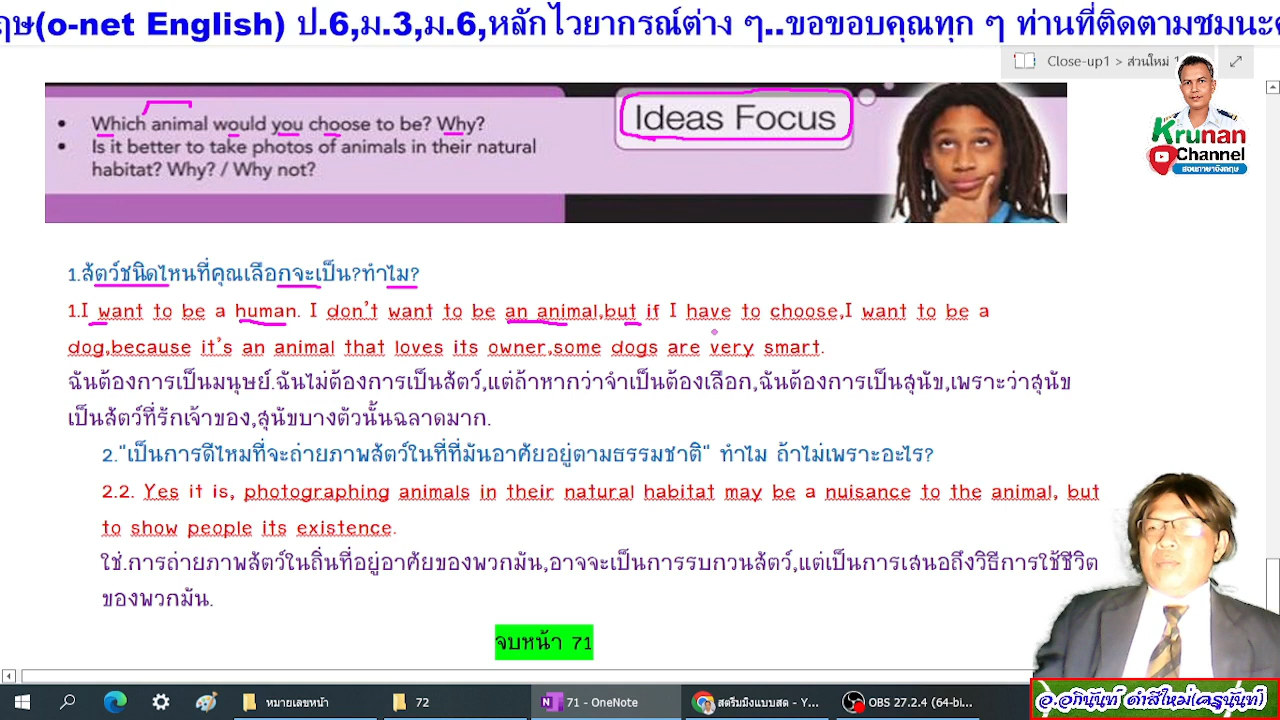 (o-net English) ป.6,ม.3,ม.6,หลักไวยากรณ์ต่าง ๆ..ขอขอบคุณทุก ๆ ท่านที่ติดตามชมนะ
Close-up1 > ส่วนใหม่ 1
• Which animal would you choose to be? Why?
• Is it better to take photos of animals in their natural
habitat? Why? / Why not?
Ideas Focus
Krunan
Channel
สอนภาษาอังกฤษ
1.สัตว์ชนิดไหนที่คุณเลือกจะเป็น?ทำไม?
1.I want to be a human. I don't want to be an animal,but if I have to choose,I want to be a
dog,because it's an animal that loves its owner,some dogs are very smart.
ฉันต้องการเป็นมนุษย์.ฉันไม่ต้องการเป็นสัตว์,แต่ถ้าหากว่าจำเป็นต้องเลือก,ฉันต้องการเป็นสุนัข,เพราะว่าสุนัข
เป็นสัตว์ที่รักเจ้าของ,สุนัขบางตัวนั้นฉลาดมาก.
2."เป็นการดีไหมที่จะถ่ายภาพสัตว์ในที่ที่มันอาศัยอยู่ตามธรรมชาติ" ทำไม ถ้าไม่เพราะอะไร?
2.2. Yes it is, photographing animals in their natural habitat may be a nuisance to the animal, but
to show people its existence.
ใช่.การถ่ายภาพสัตว์ในถิ่นที่อยู่อาศัยของพวกมัน,อาจจะเป็นการรบกวนสัตว์,แต่เป็นการเสนอถึงวิธีการใช้ชีวิต
ของพวกมัน.
จบหน้า 71
หมายเลขหน้า
72
71 - OneNote
สตรีมมิงแบบสด - Y...
OBS 27.2.4 (64-bi...
อ.อภินันท์ ดำสีใหม่(ครูนันท์)